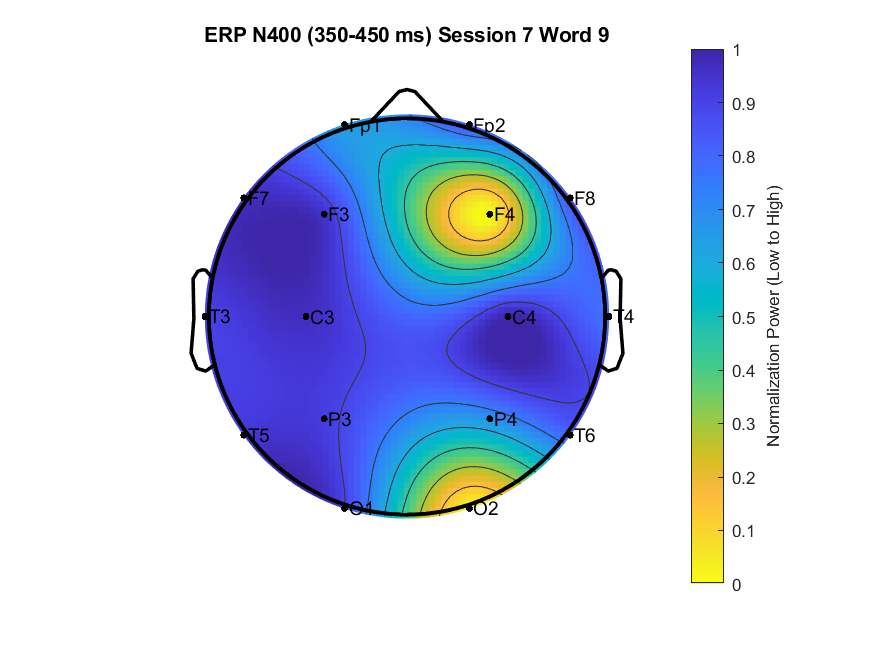 ERP N400 (350-450 ms) Session 7 Word 9
Fp1 Fp2
F7 F3 F4 F8
T3 C3 C4 T4
T5 P3 P4 T6
O1 O2
1
0.9
0.8
0.7
0.6
0.5
0.4
0.3
0.2
0.1
0
Normalization Power (Low to High)